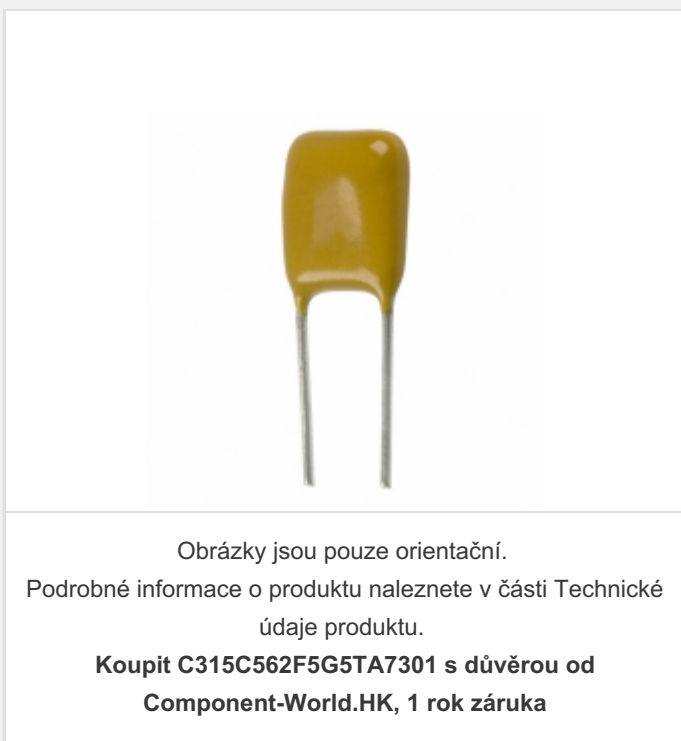 Obrázky jsou pouze orientační.
Podrobné informace o produktu naleznete v části Technické
údaje produktu.
Koupit C315C562F5G5TA7301 s důvěrou od
Component-World.HK, 1 rok záruka